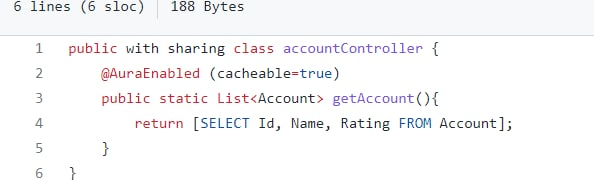 6 lines (6 sloc) 188 Bytes
1 public with sharing class accountController {
2 @AuraEnabled (cacheable=true)
3 public static List<Account> getAccount(){
4 return [SELECT Id, Name, Rating FROM Account];
5 }
6 }